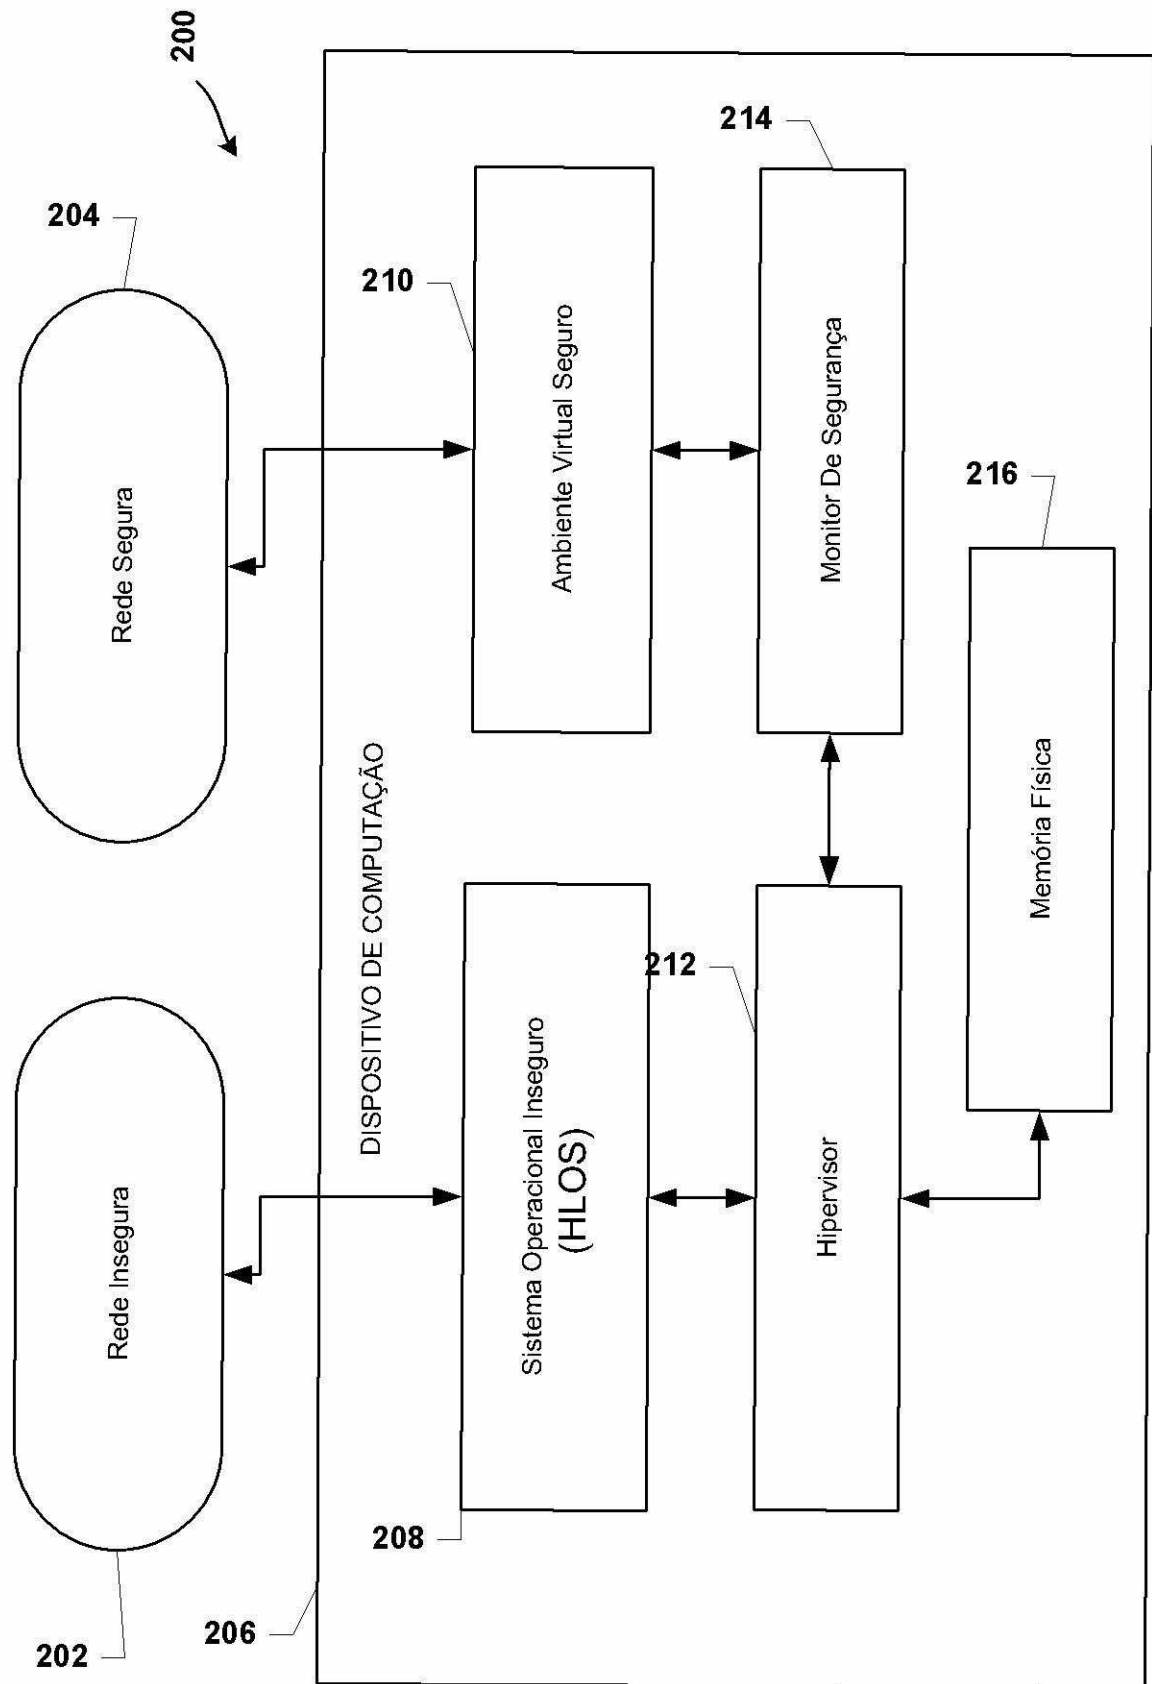 200
202
Rede Insegura
204
Rede Segura
206
DISPOSITIVO DE COMPUTAÇÃO
208
Sistema Operacional Inseguro
(HLOS)
210
Ambiente Virtual Seguro
212
Hipervisor
214
Monitor De Segurança
216
Memória Física